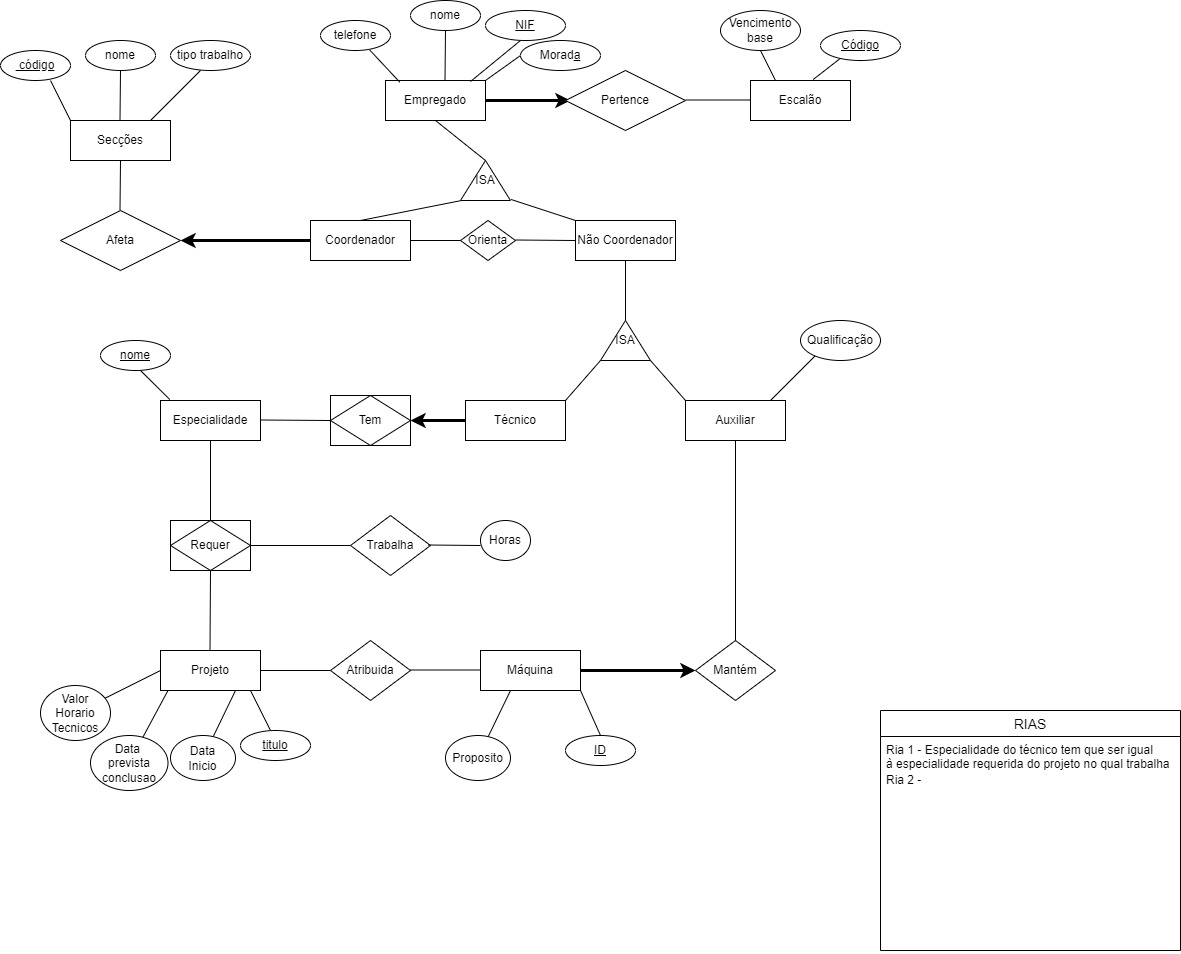 nome
NIF
telefone
Morada
Vencimento
base
Código
código
nome
tipo trabalho
Empregado
Pertence
Escalão
Secções
ISA
Afeta
Coordenador
Orienta
Não Coordenador
ISA
Qualificação
nome
Especialidade
Tem
Técnico
Auxiliar
Requer
Trabalha
Horas
Projeto
Atribuida
Máquina
Mantém
Valor
Horario
Tecnicos
Data
prevista
conclusao
Data
Inicio
titulo
Proposito
ID
RIAS
Ria 1 - Especialidade do técnico tem que ser igual
à especialidade requerida do projeto no qual trabalha
Ria 2 -